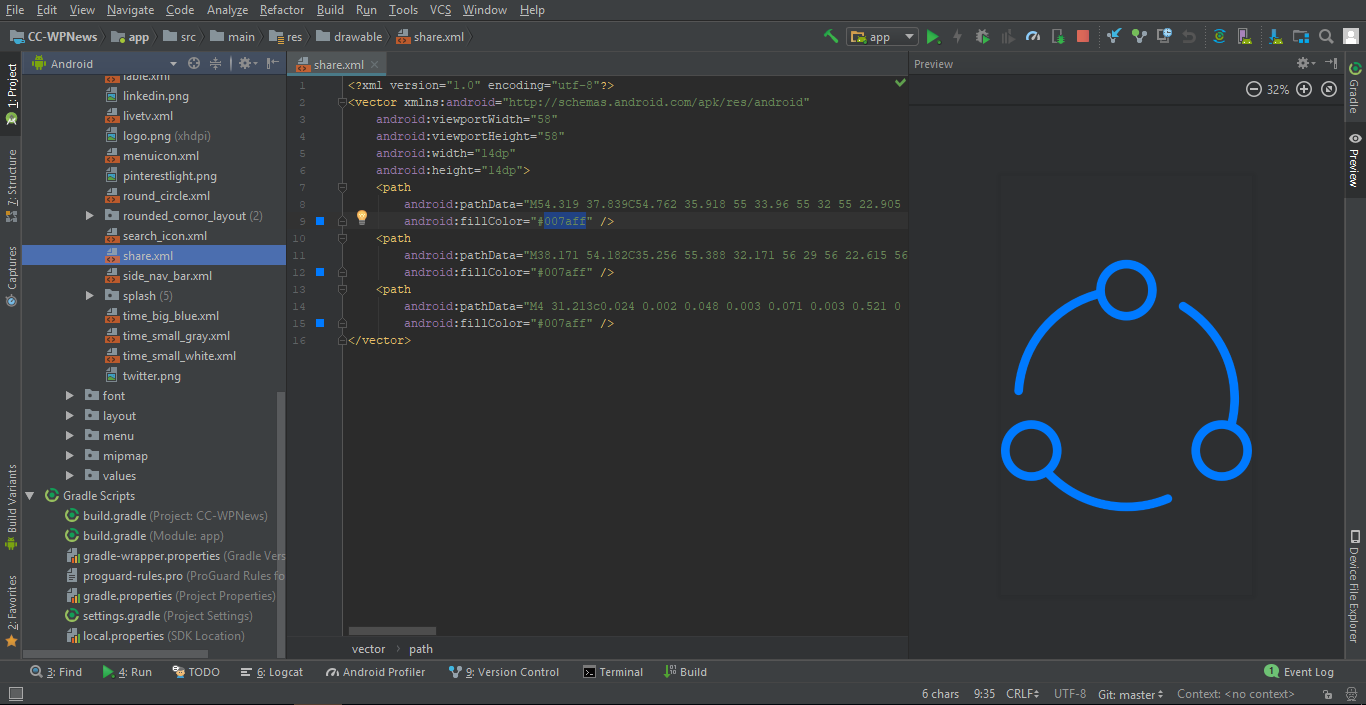 File Edit View Navigate Code Analyze Refactor Build Run Tools VCS Window Help
CC-WPNews app src main res drawable share.xml app
1: Project
Z: Structure
Captures
Build Variants
2: Favorites
Android
lable.xml
linkedin.png
livetv.xml
logo.png (xhdpi)
menuicon.xml
pinterestlight.png
round_circle.xml
rounded_cornor_layout (2)
search_icon.xml
share.xml
side_nav_bar.xml
splash (5)
time_big_blue.xml
time_small_gray.xml
time_small_white.xml
twitter.png
font
layout
menu
mipmap
values
Gradle Scripts
build.gradle (Project: CC-WPNews)
build.gradle (Module: app)
gradle-wrapper.properties (Gradle Vers
proguard-rules.pro (ProGuard Rules fo
gradle.properties (Project Properties)
settings.gradle (Project Settings)
local.properties (SDK Location)
share.xml
1 <?xml version="1.0" encoding="utf-8"?>
2 <vector xmlns:android="http://schemas.android.com/apk/res/android"
3 android:viewportWidth="58"
4 android:viewportHeight="58"
5 android:width="14dp"
6 android:height="14dp">
7 <path
8 android:pathData="M54.319 37.839C54.762 35.918 55 33.96 55 32 55 22.905
9 android:fillColor="#007aff" />
10 <path
11 android:pathData="M38.171 54.182C35.256 55.388 32.171 56 29 56 22.615 56
12 android:fillColor="#007aff" />
13 <path
14 android:pathData="M4 31.213c0.024 0.002 0.048 0.003 0.071 0.003 0.521 0
15 android:fillColor="#007aff" />
16 </vector>
vector path
Preview
32%
Gradle
Preview
Device File Explorer
3: Find 4: Run TODO 6: Logcat Android Profiler 9: Version Control Terminal Build 1 Event Log
6 chars 9:35 CRLF UTF-8 Git: master Context: <no context>